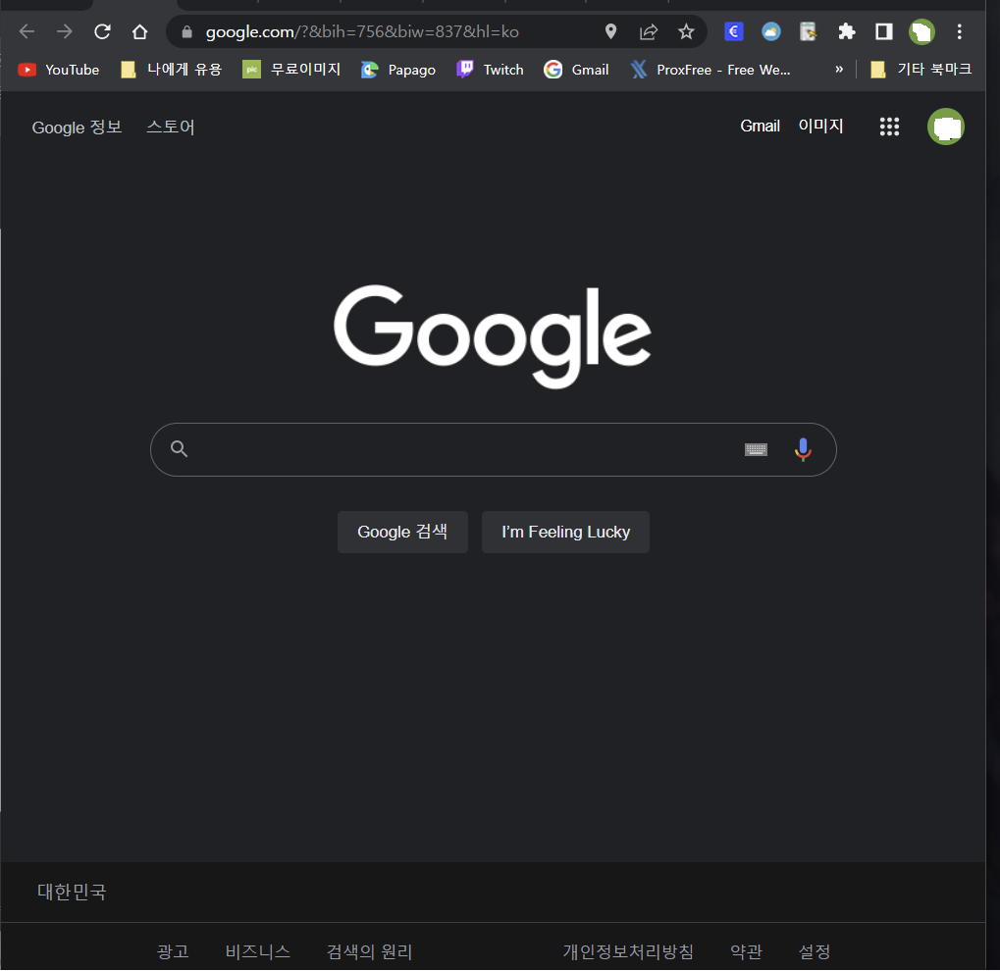 google.com/?&bih=756&biw=837&hl=ko
€
YouTube 나에게 유용 pic 무료이미지 Papago Twitch Gmail ProxFree - Free We... » 기타 북마크
Google 정보 스토어 Gmail 이미지
Google
Google 검색 I'm Feeling Lucky
대한민국
광고 비즈니스 검색의 원리 개인정보처리방침 약관 설정